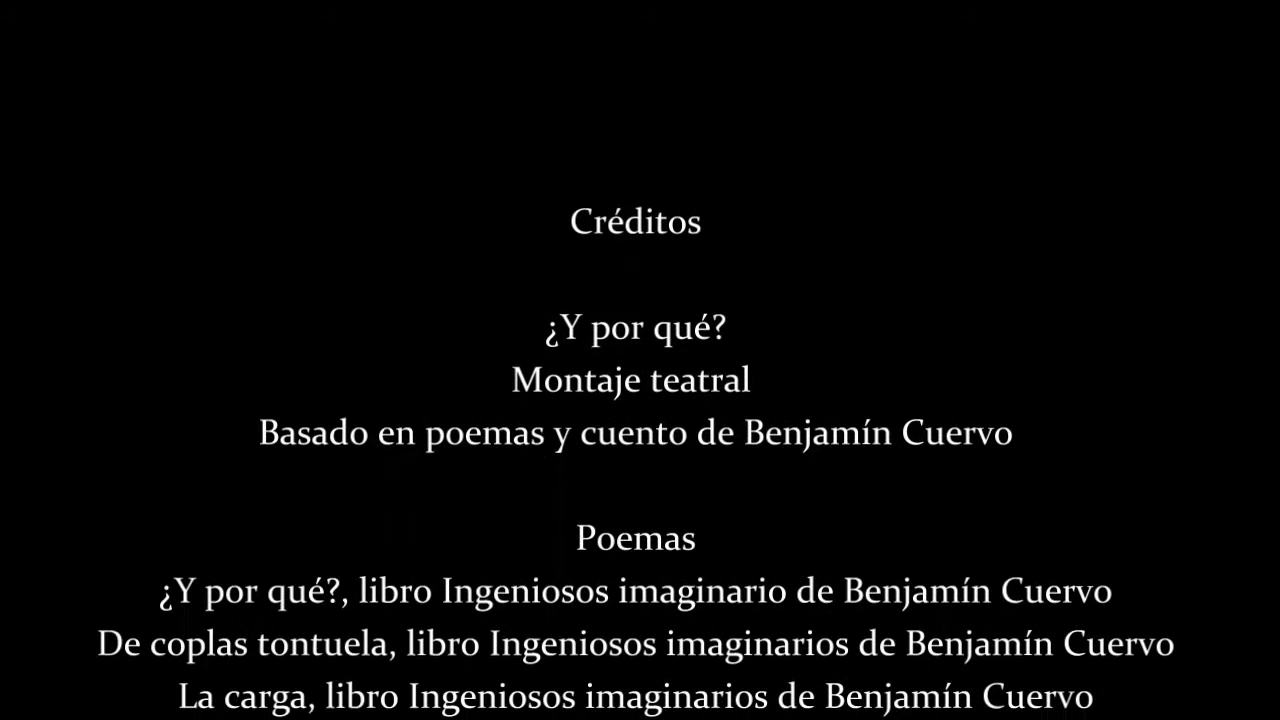 Créditos
¿Y por qué?
Montaje teatral
Basado en poemas y cuento de Benjamín Cuervo
Poemas
¿Y por qué?, libro Ingeniosos imaginario de Benjamín Cuervo
De coplas tontuela, libro Ingeniosos imaginarios de Benjamín Cuervo
La carga, libro Ingeniosos imaginarios de Benjamín Cuervo